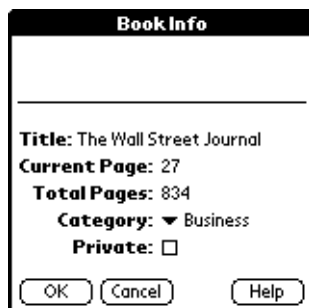 Book Info
Title: The Wall Street Journal
Current Page: 27
Total Pages: 834
Category: Business
Private:
OK Cancel Help